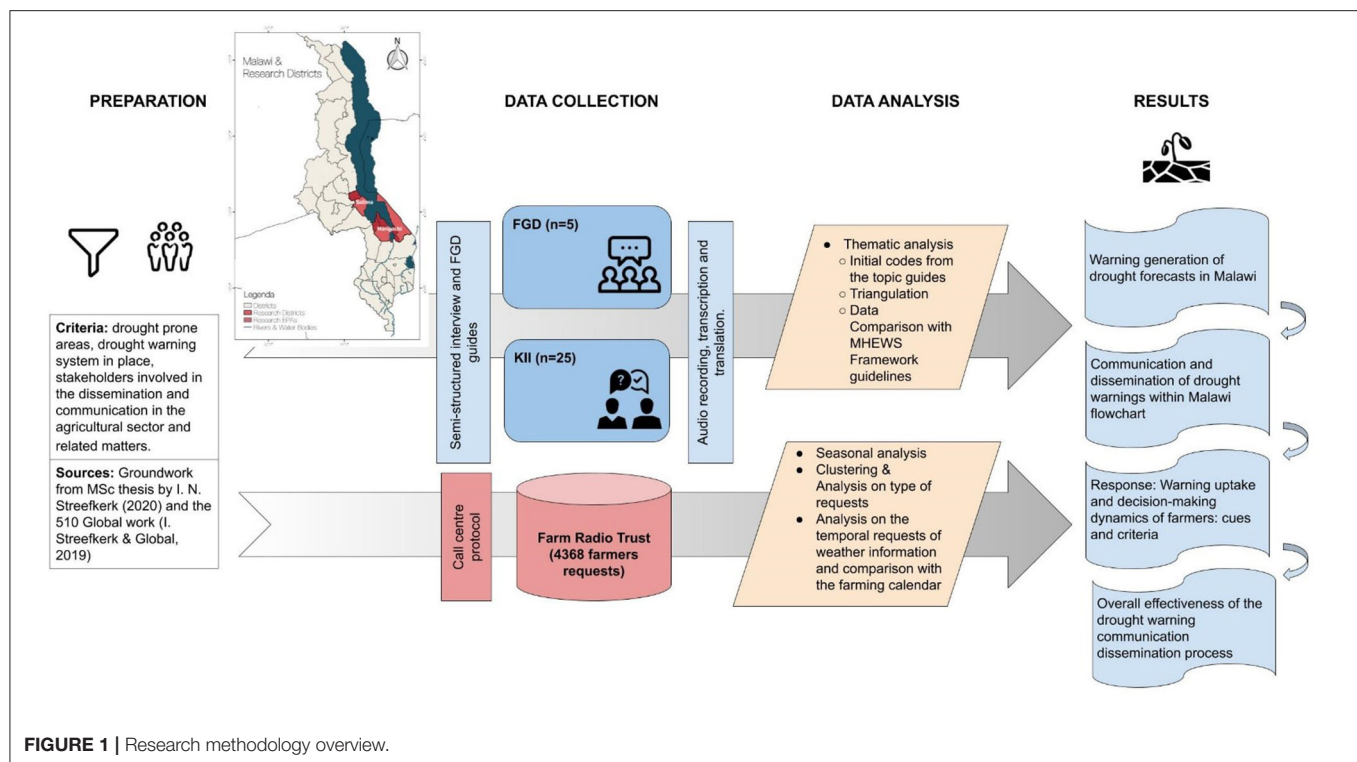 PREPARATION
Malawi &
Research Districts
N
DATA COLLECTION
DATA ANALYSIS
RESULTS
Salima
Mangochi
Legenda
Districts
Research Districts
Research EPAs
Rivers & Water Bodies
Criteria: drought prone
areas, drought warning
system in place,
stakeholders involved in
the dissemination and
communication in the
agricultural sector and
related matters.
Sources: Groundwork
from MSc thesis by I. N.
Streefkerk (2020) and the
510 Global work (I.
Streefkerk & Global,
2019)
Semi-structured interview and FGD
guides
FGD (n=5)
KII (n=25)
Audio recording, transcription and
translation.
Call centre
protocol
Farm Radio Trust
(4368 farmers
requests)
● Thematic analysis
○ Initial codes from
the topic guides
○ Triangulation
○ Data
Comparison with
MHEWS
Framework
guidelines
● Seasonal analysis
● Clustering &
Analysis on type of
requests
● Analysis on the
temporal requests of
weather information
and comparison with
the farming calendar
Warning generation of
drought forecasts in Malawi
Communication and
dissemination of drought
warnings within Malawi
flowchart
Response: Warning uptake
and decision-making
dynamics of farmers: cues
and criteria
Overall effectiveness of the
drought warning
communication
dissemination process
FIGURE 1 | Research methodology overview.